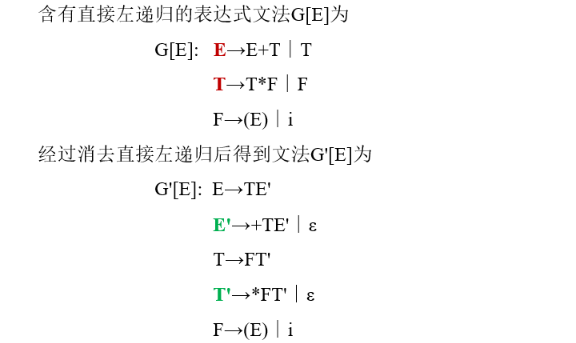 含有直接左递归的表达式文法G[E]为
G[E]: E→E+T｜T
T→T*F｜F
F→(E)｜i
经过消去直接左递归后得到文法G'[E]为
G'[E]: E→TE'
E'→+TE'｜ε
T→FT'
T'→*FT'｜ε
F→(E)｜i